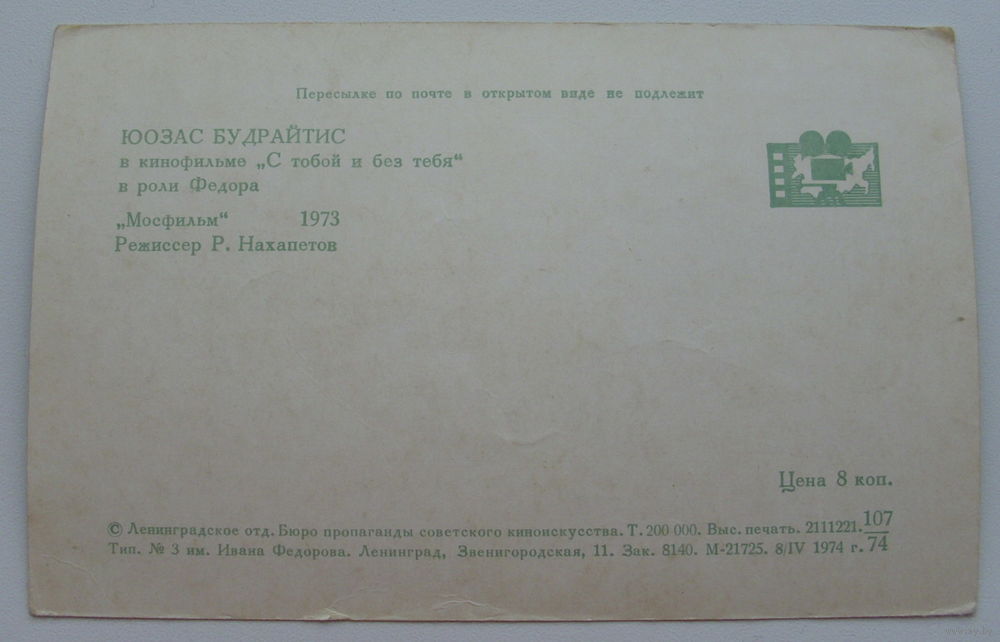 Пересылке по почте в открытом виде не подлежит
ЮОЗАС БУДРАЙТИС
в кинофильме „С тобой и без тебя“
в роли Федора
„Мосфильм“ 1973
Режиссер Р. Нахапетов
Цена 8 коп.
© Ленинградское отд. Бюро пропаганды советского киноискусства. Т. 200 000. Выс. печать. 2111221. 107/74
Тип. № 3 им. Ивана Федорова. Ленинград, Звенигородская, 11. Зак. 8140. М-21725. 8/IV 1974 г.